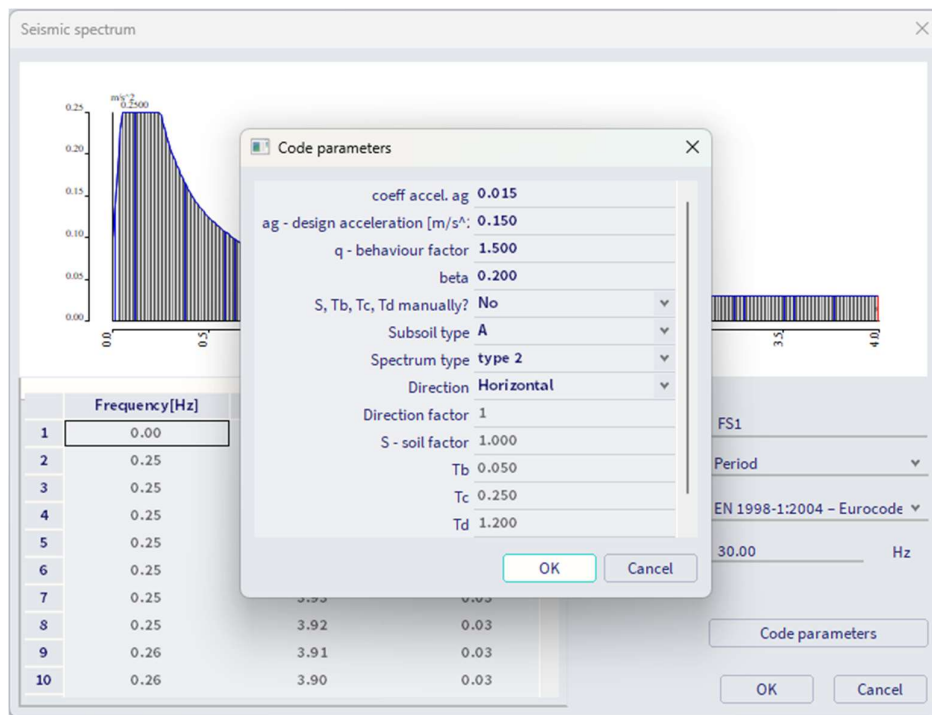 Seismic spectrum
m/s^2
0.2500
0.25
0.20
0.15
0.10
0.05
0.00
0.0
0.5
3.5
4.0
Code parameters
coeff accel. ag 0.015
ag - design acceleration [m/s^: 0.150
q - behaviour factor 1.500
beta 0.200
S, Tb, Tc, Td manually? No
Subsoil type A
Spectrum type type 2
Direction Horizontal
Direction factor 1
S - soil factor 1.000
Tb 0.050
Tc 0.250
Td 1.200
OK Cancel
Frequency[Hz]
1 0.00
2 0.25
3 0.25
4 0.25
5 0.25
6 0.25
7 0.25 3.93 0.03
8 0.25 3.92 0.03
9 0.26 3.91 0.03
10 0.26 3.90 0.03
FS1
Period
EN 1998-1:2004 – Eurocode
30.00 Hz
Code parameters
OK Cancel